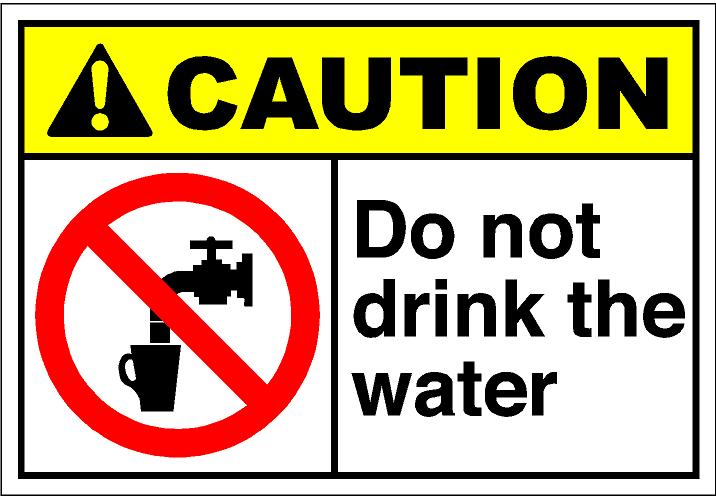 CAUTION
Do not
drink the
water